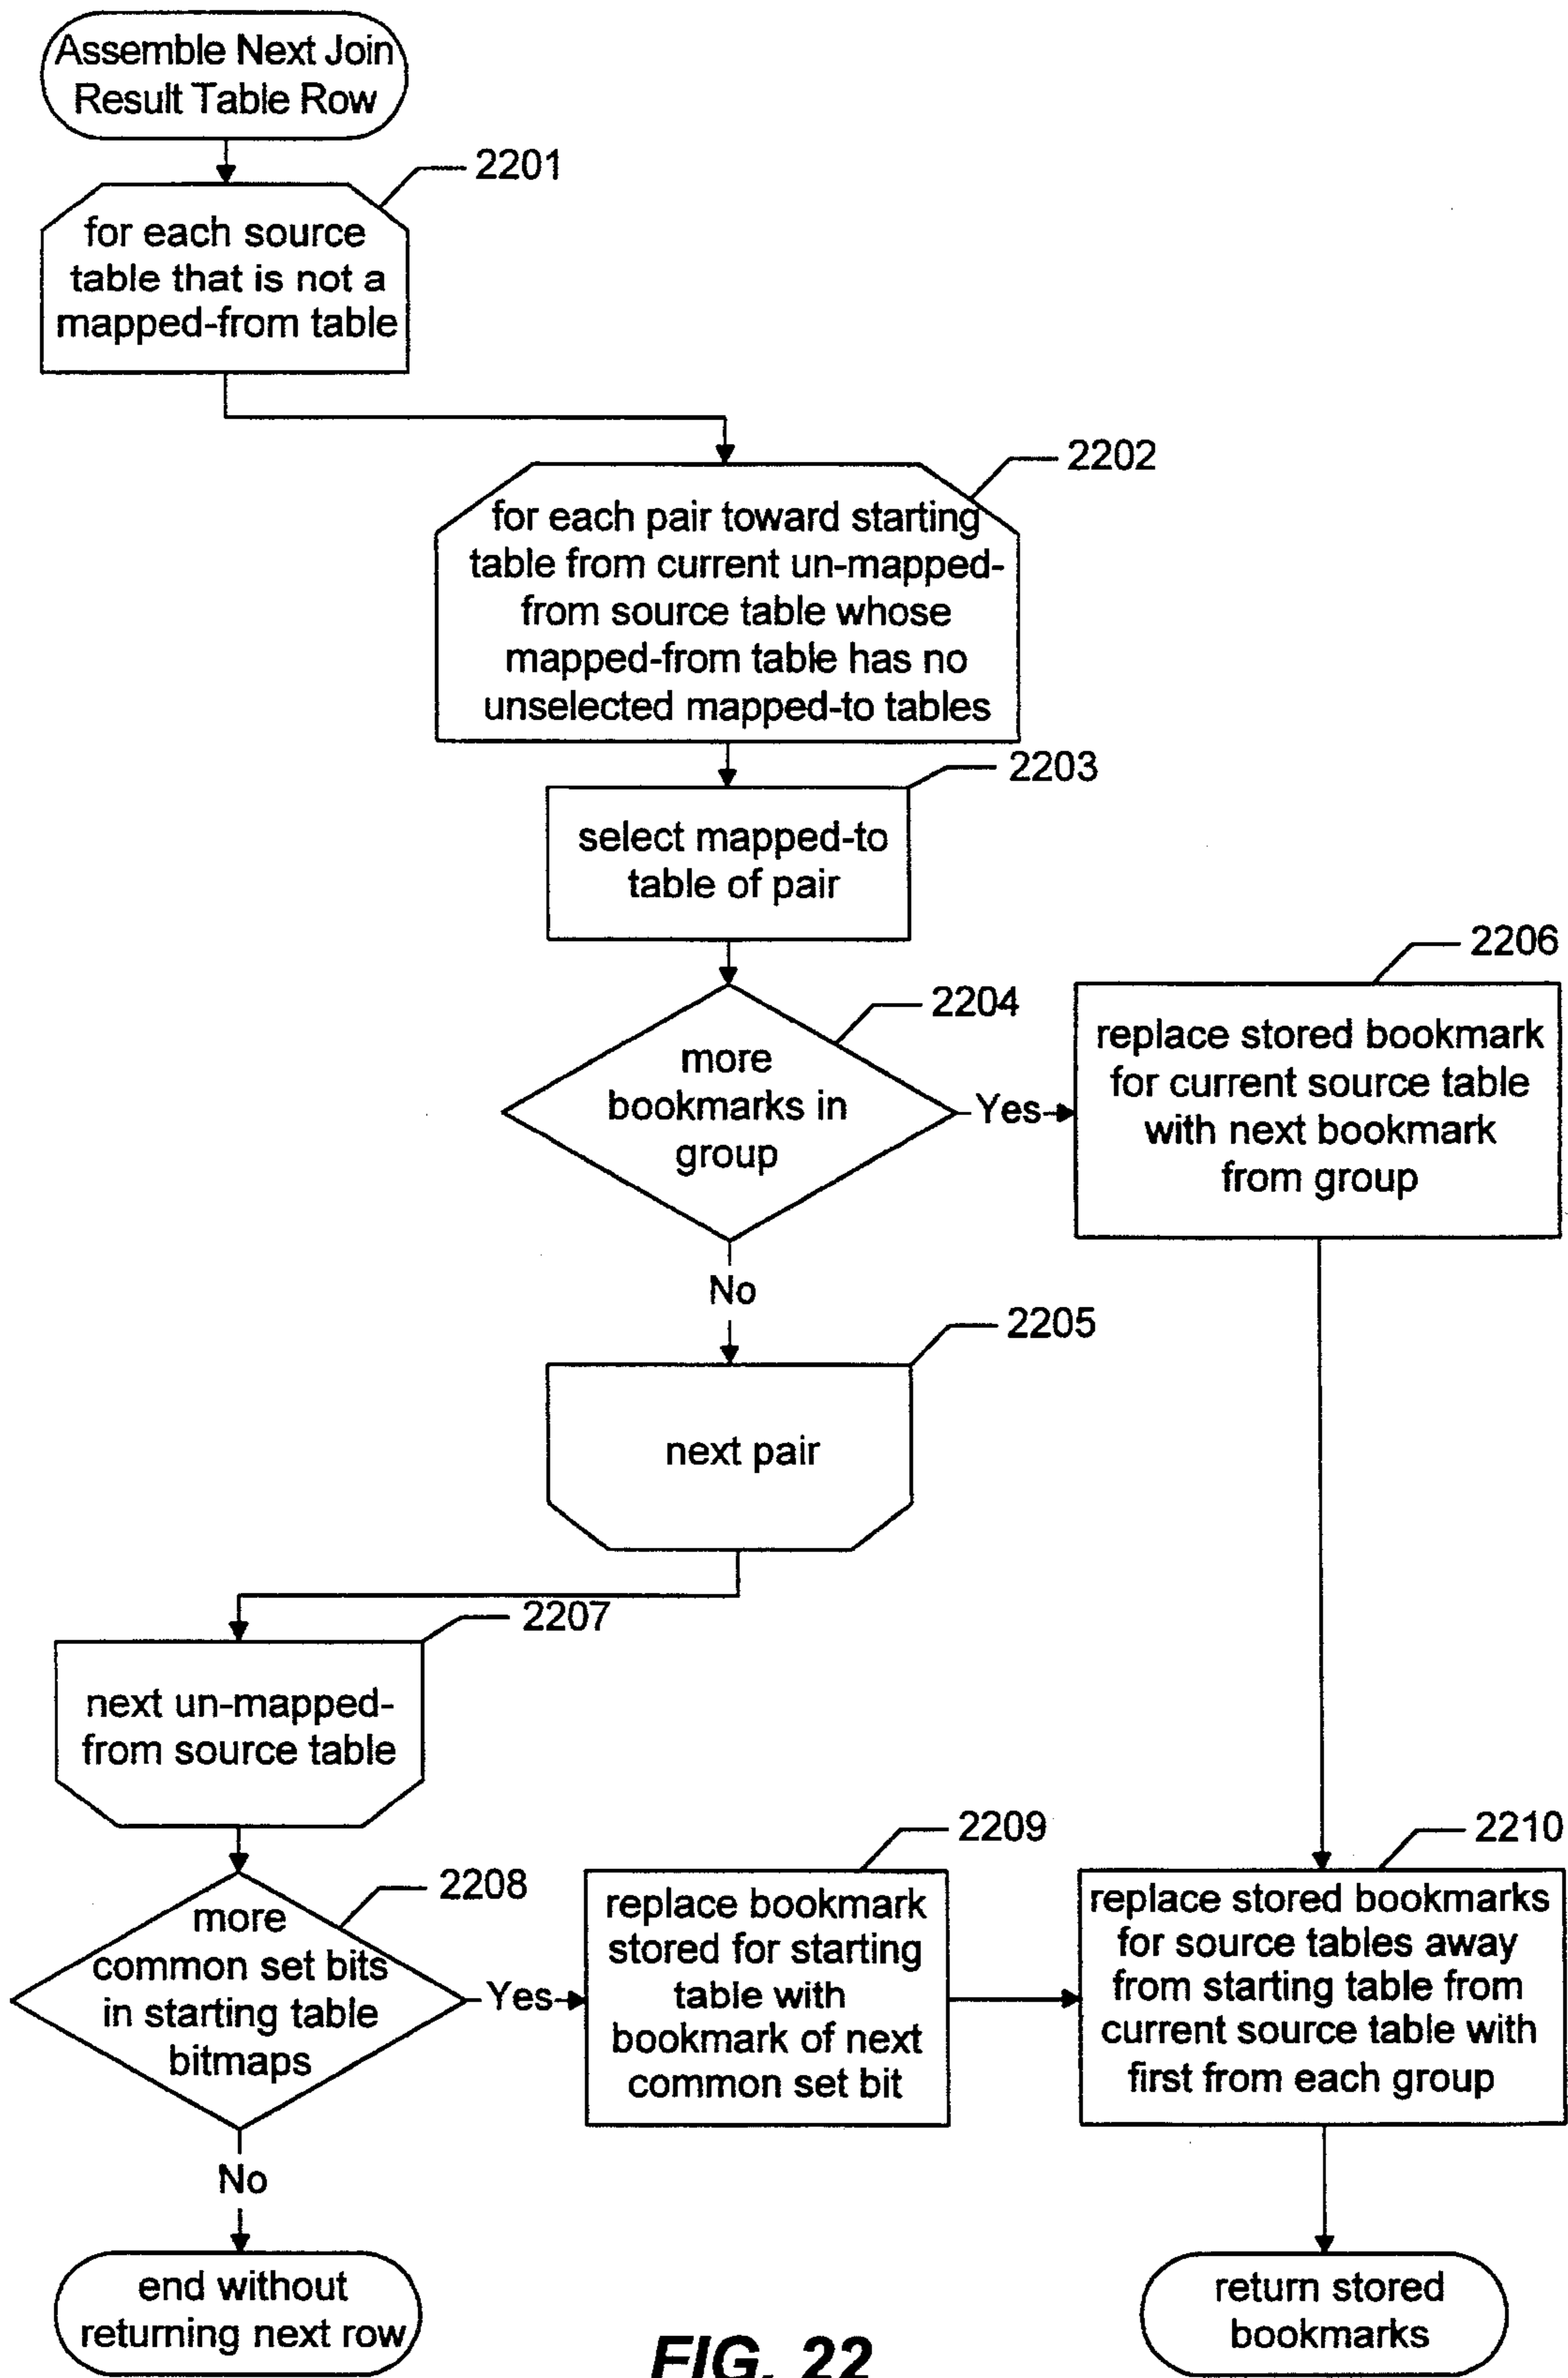 Assemble Next Join
Result Table Row
2201
for each source
table that is not a
mapped-from table
2202
for each pair toward starting
table from current un-mapped-
from source table whose
mapped-from table has no
unselected mapped-to tables
2203
select mapped-to
table of pair
2204
more
bookmarks in
group
Yes
2206
replace stored bookmark
for current source table
with next bookmark
from group
No
2205
next pair
2207
next un-mapped-
from source table
2208
more
common set bits
in starting table
bitmaps
Yes
2209
replace bookmark
stored for starting
table with
bookmark of next
common set bit
2210
replace stored bookmarks
for source tables away
from starting table from
current source table with
first from each group
No
end without
returning next row
return stored
bookmarks
FIG. 22